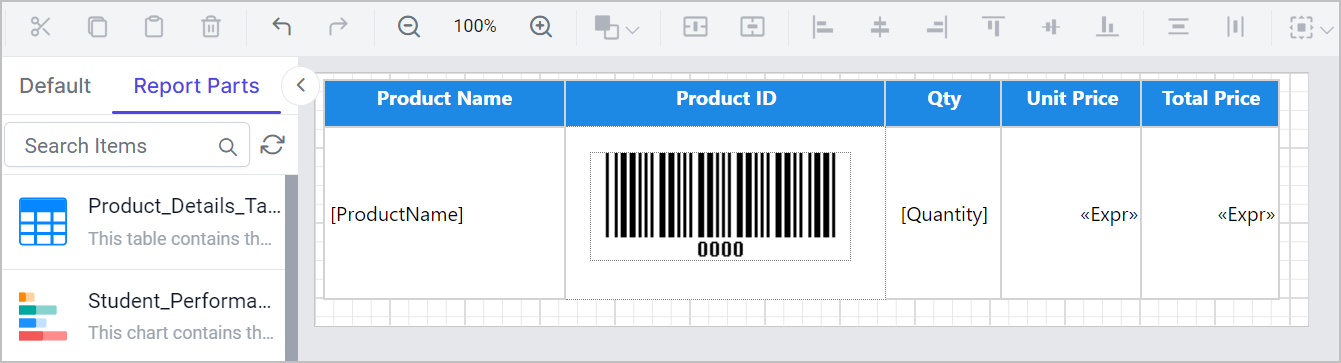 100%
Default Report Parts
Search Items
Product_Details_Ta...
This table contains th...
Student_Performa...
This chart contains th...
Product Name Product ID Qty Unit Price Total Price
[ProductName] [Quantity] «Expr» «Expr»
0000